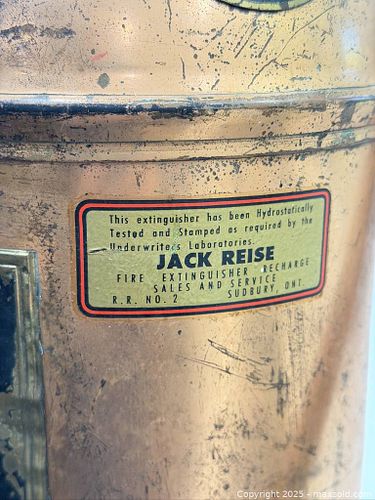 This extinguisher has been Hydrostatically
Tested and Stamped as required by the
Underwriters Laboratories.
JACK REISE
FIRE EXTINGUISHER RECHARGE
SALES AND SERVICE
R.R. NO. 2 SUDBURY, ONT.
Copyright © 2025 - maxsold.com